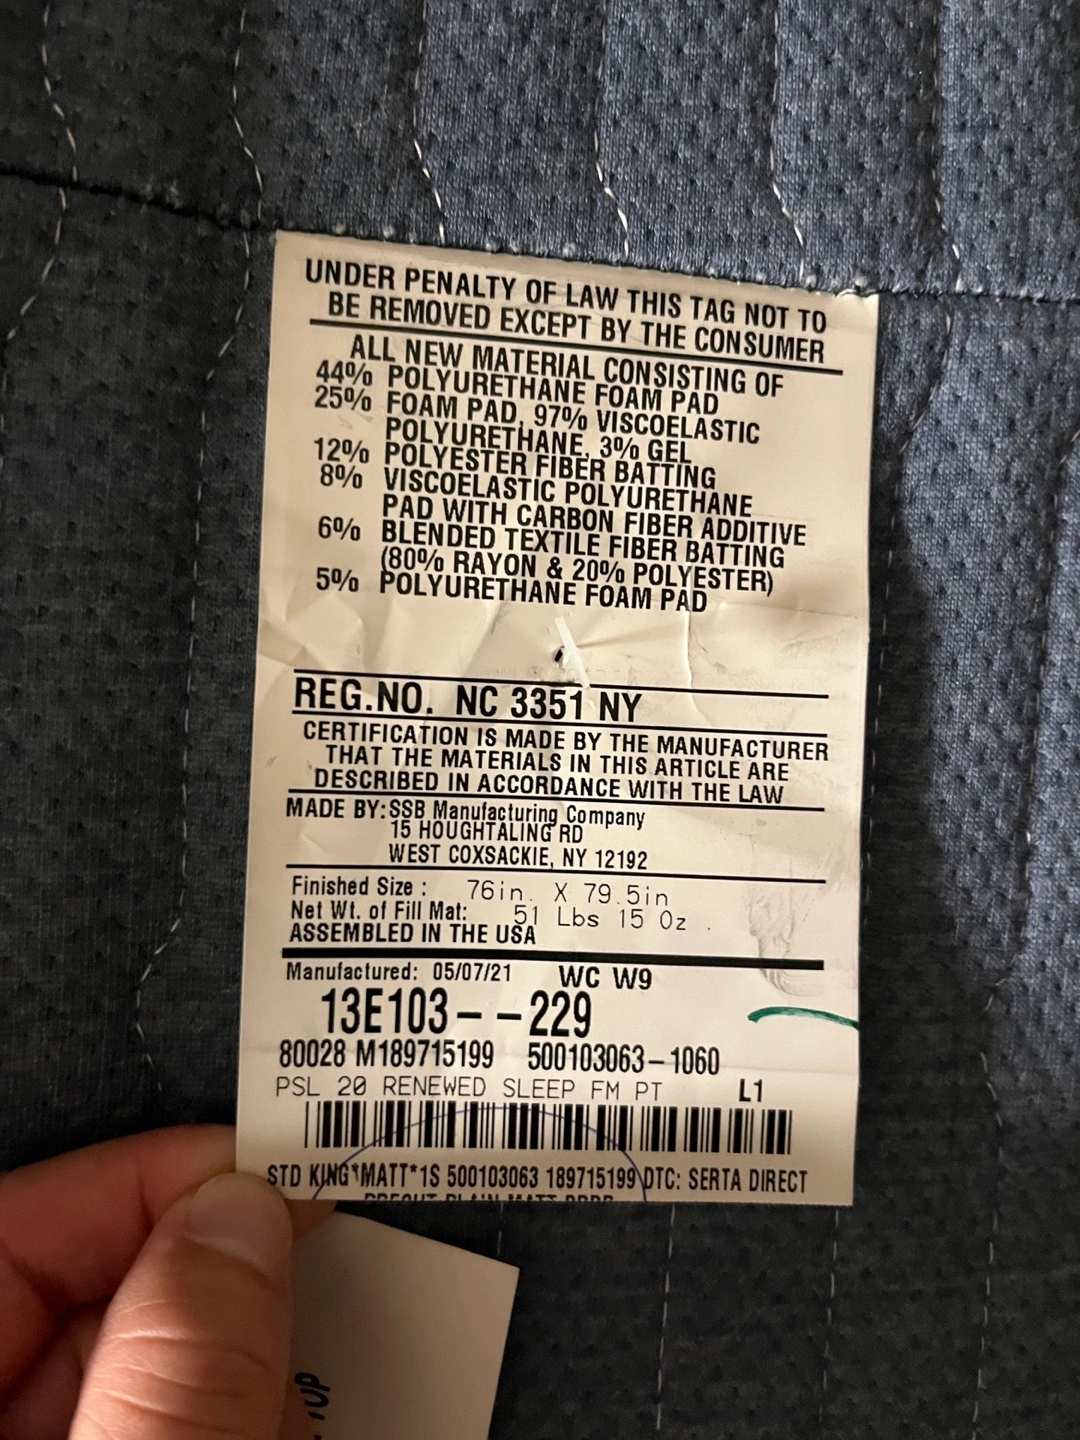 UNDER PENALTY OF LAW THIS TAG NOT TO
BE REMOVED EXCEPT BY THE CONSUMER
ALL NEW MATERIAL CONSISTING OF
44% POLYURETHANE FOAM PAD
25% FOAM PAD, 97% VISCOELASTIC
POLYURETHANE, 3% GEL
12% POLYESTER FIBER BATTING
8% VISCOELASTIC POLYURETHANE
PAD WITH CARBON FIBER ADDITIVE
6% BLENDED TEXTILE FIBER BATTING
(80% RAYON & 20% POLYESTER)
5% POLYURETHANE FOAM PAD
REG.NO. NC 3351 NY
CERTIFICATION IS MADE BY THE MANUFACTURER
THAT THE MATERIALS IN THIS ARTICLE ARE
DESCRIBED IN ACCORDANCE WITH THE LAW
MADE BY: SSB Manufacturing Company
15 HOUGHTALING RD
WEST COXSACKIE, NY 12192
Finished Size : 76in. X 79.5in
Net Wt. of Fill Mat: 51 Lbs 15 Oz .
ASSEMBLED IN THE USA
Manufactured: 05/07/21 WC W9
13E103- -229
80028 M189715199 500103063-1060
PSL 20 RENEWED SLEEP FM PT L1
STD KING*MATT*1S 500103063 189715199 DTC: SERTA DIRECT